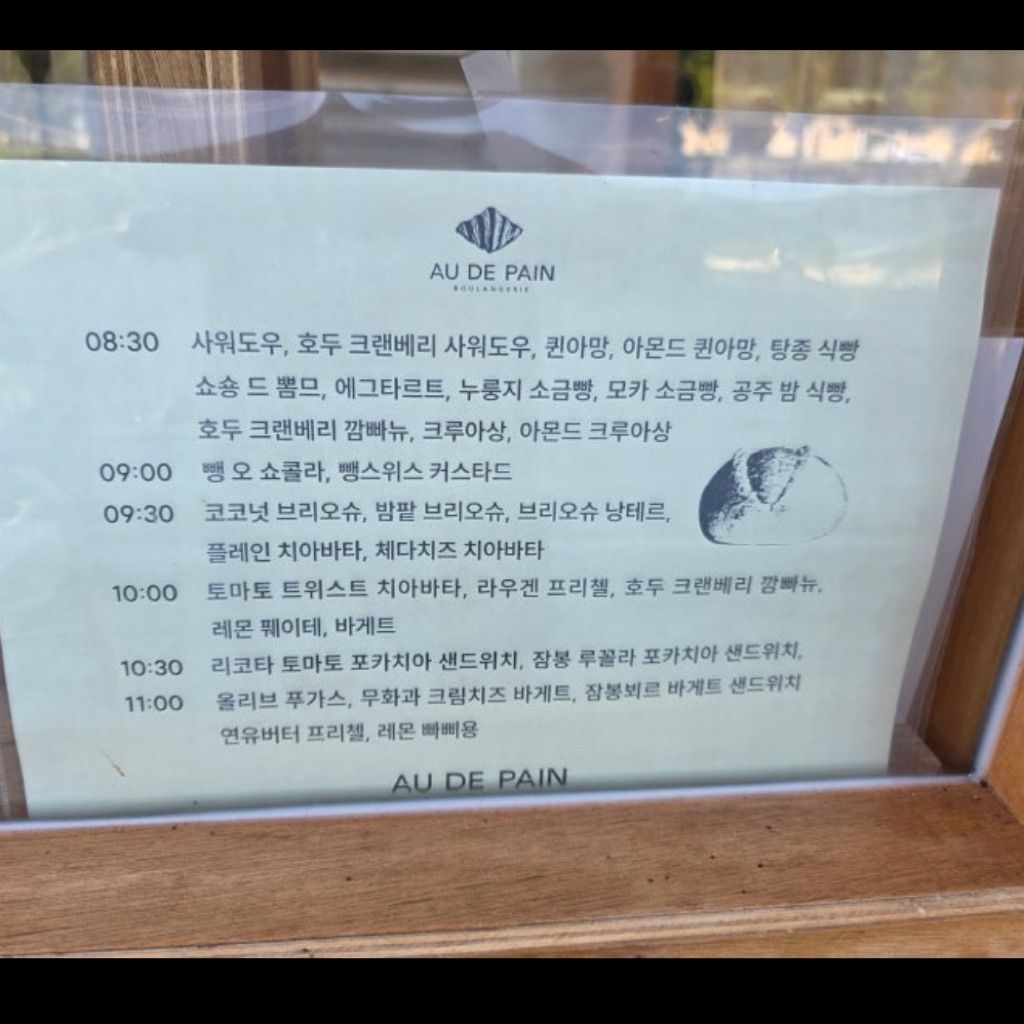 AU DE PAIN
BOULANGERIE
08:30 사워도우, 호두 크랜베리 사워도우, 퀸아망, 아몬드 퀸아망, 탕종 식빵
쇼숑 드 뽐므, 에그타르트, 누룽지 소금빵, 모카 소금빵, 공주 밤 식빵,
호두 크랜베리 깜빠뉴, 크루아상, 아몬드 크루아상
09:00 뺑 오 쇼콜라, 뺑스위스 커스타드
09:30 코코넛 브리오슈, 밤팥 브리오슈, 브리오슈 낭테르,
플레인 치아바타, 체다치즈 치아바타
10:00 토마토 트위스트 치아바타, 라우겐 프리첼, 호두 크랜베리 깜빠뉴,
레몬 풰이테, 바게트
10:30 리코타 토마토 포카치아 샌드위치, 잠봉 루꼴라 포카치아 샌드위치,
11:00 올리브 푸가스, 무화과 크림치즈 바게트, 잠봉뵈르 바게트 샌드위치
연유버터 프리첼, 레몬 빠삐용
AU DE PAIN